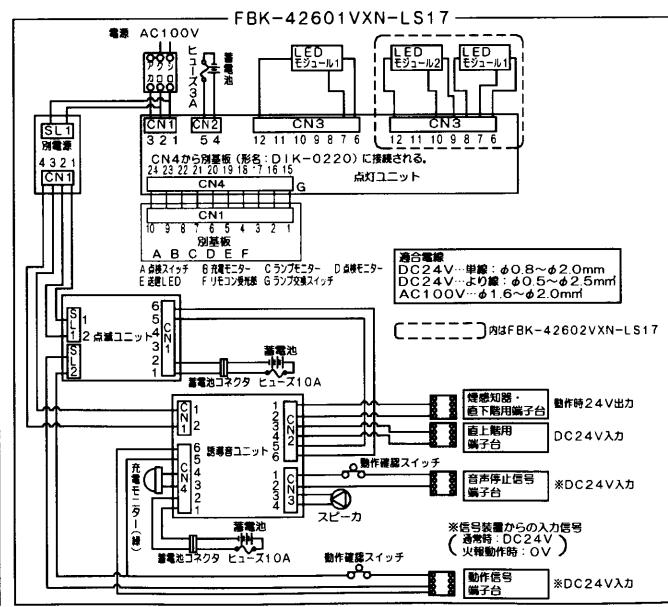 FBK-42601VXN-LS17
電源 AC100V
アカ クロ シロ
ヒューズ3A
蓄電池
LED
モジュール1
LED
モジュール2
LED
モジュール1
SL1
別電源
4 3 2 1
CN1
CN1
3 2 1
CN2
5 4
CN3
12 11 10 9 8 7 6
CN3
12 11 10 9 8 7 6
CN4から別基板(形名:DIK-0220)に接続される。
24 23 22 21 20 19 18 17 16 15
CN4
G
点灯ユニット
CN1
10 9 8 7 6 5 4 3 2 1
別基板
A B C D E F
A 点検スイッチ B 充電モニター C ランプモニター D 点検モニター
E 送信LED F リモコン受光部 G ランプ交換スイッチ
適合電線
DC24V…単線:φ0.8~φ2.0mm
DC24V…より線:φ0.5~φ2.5m㎡
AC100V…φ1.6~φ2.0m㎡
内はFBK-42602VXN-LS17
SL1
1
2
SL2
点滅ユニット
6
5
4
3
2
1
CN1
蓄電池
蓄電池コネクタ ヒューズ10A
CN1
1
2
誘導音ユニット
1
2
3
4
5
6
CN2
煙感知器・
直下階用端子台
動作時24V出力
直上階用
端子台
DC24V入力
6
5
4
3
2
1
CN4
充電モニター(緑)
1
2
3
4
CN3
動作確認スイッチ
音声停止信号
端子台
※DC24V入力
スピーカ
蓄電池
蓄電池コネクタ ヒューズ10A
※信号装置からの入力信号
(通常時:DC24V
火報動作時:0V)
動作確認スイッチ
動作信号
端子台
※DC24V入力